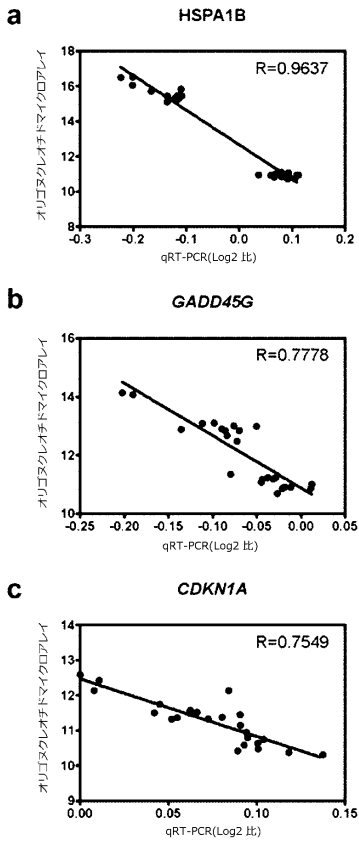 a
HSPA1B
R=0.9637
オリゴヌクレオチドマイクロアレイ
18
16
14
12
10
8
-0.3
-0.2
-0.1
0.0
0.1
0.2
qRT-PCR(Log2 比)
b
GADD45G
R=0.7778
オリゴヌクレオチドマイクロアレイ
16
14
12
10
-0.25
-0.20
-0.15
-0.10
-0.05
0.00
0.05
qRT-PCR(Log2 比)
c
CDKN1A
R=0.7549
オリゴヌクレオチドマイクロアレイ
14
13
12
11
10
9
0.00
0.05
0.10
0.15
qRT-PCR(Log2 比)